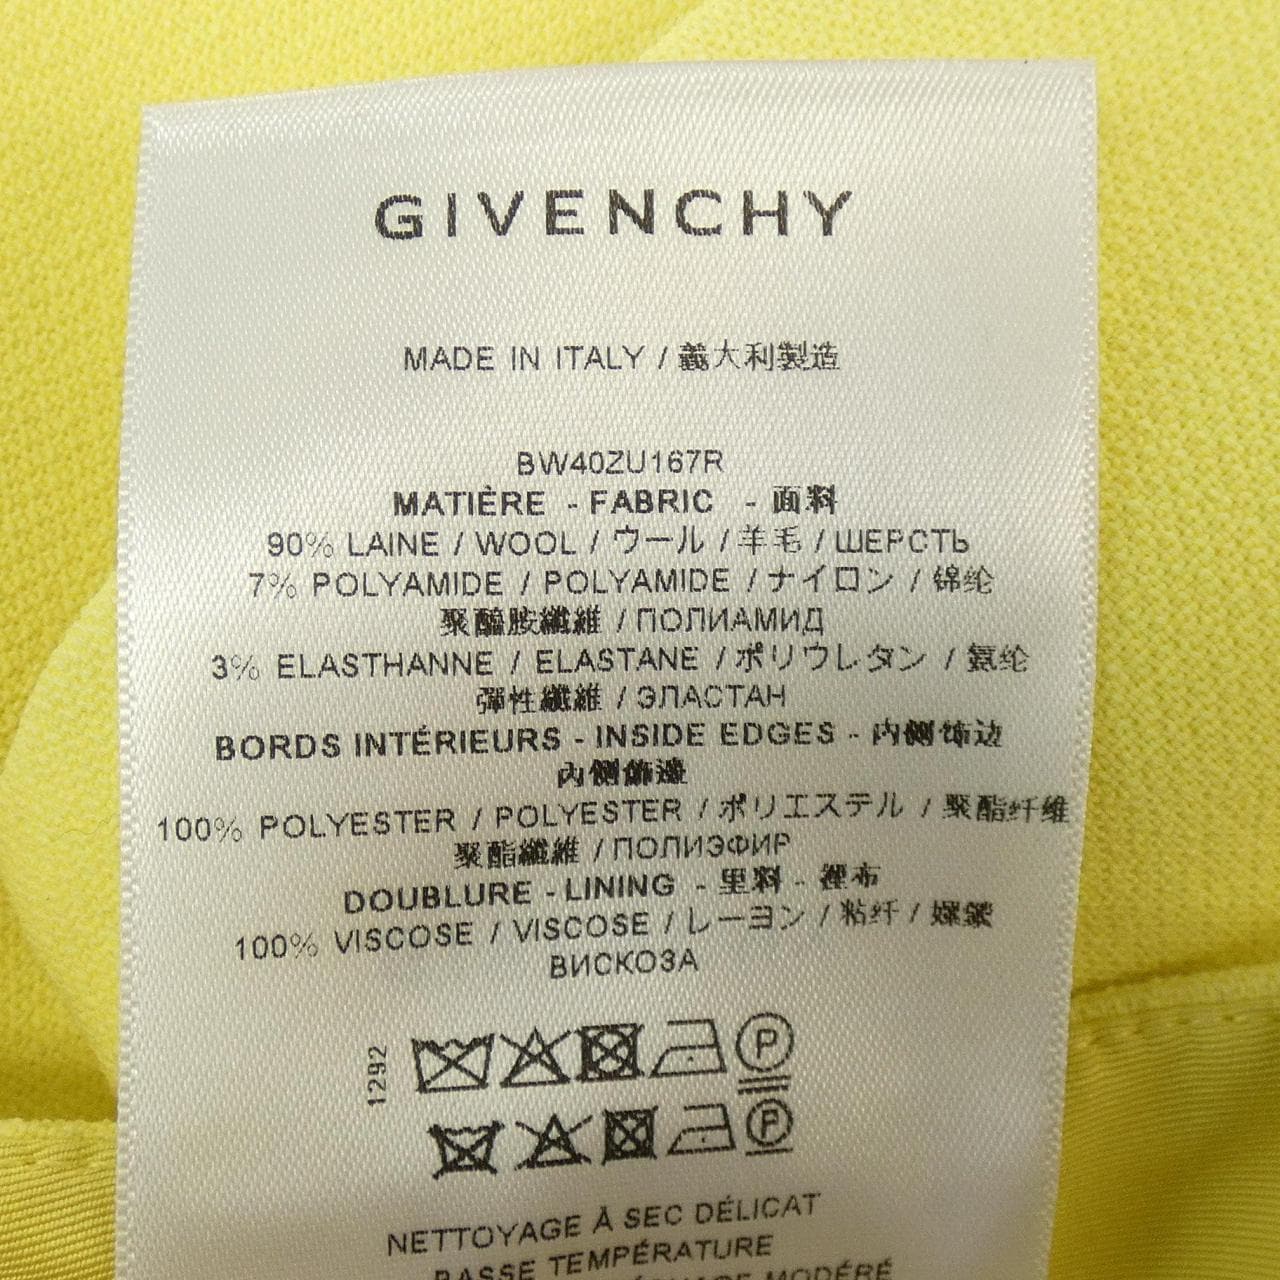 GIVENCHY
MADE IN ITALY / 義大利製造
BW40ZU167R
MATIÈRE - FABRIC - 面料
90% LAINE / WOOL / ウール / 羊毛 / ШЕРСТЬ
7% POLYAMIDE / POLYAMIDE / ナイロン / 锦纶
聚醯胺纖維 / ПОЛИАМИД
3% ELASTHANNE / ELASTANE / ポリウレタン / 氨纶
彈性纖維 / ЭЛАСТАН
BORDS INTÉRIEURS - INSIDE EDGES - 内侧饰边
內側飾邊
100% POLYESTER / POLYESTER / ポリエステル / 聚酯纤维
聚酯纖維 / ПОЛИЭФИР
DOUBLURE - LINING - 里料 - 裡布
100% VISCOSE / VISCOSE / レーヨン / 粘纤 / 嫘縈
ВИСКОЗА
1292
P
P
NETTOYAGE À SEC DÉLICAT
BASSE TEMPÉRATURE
MODÉRÉ